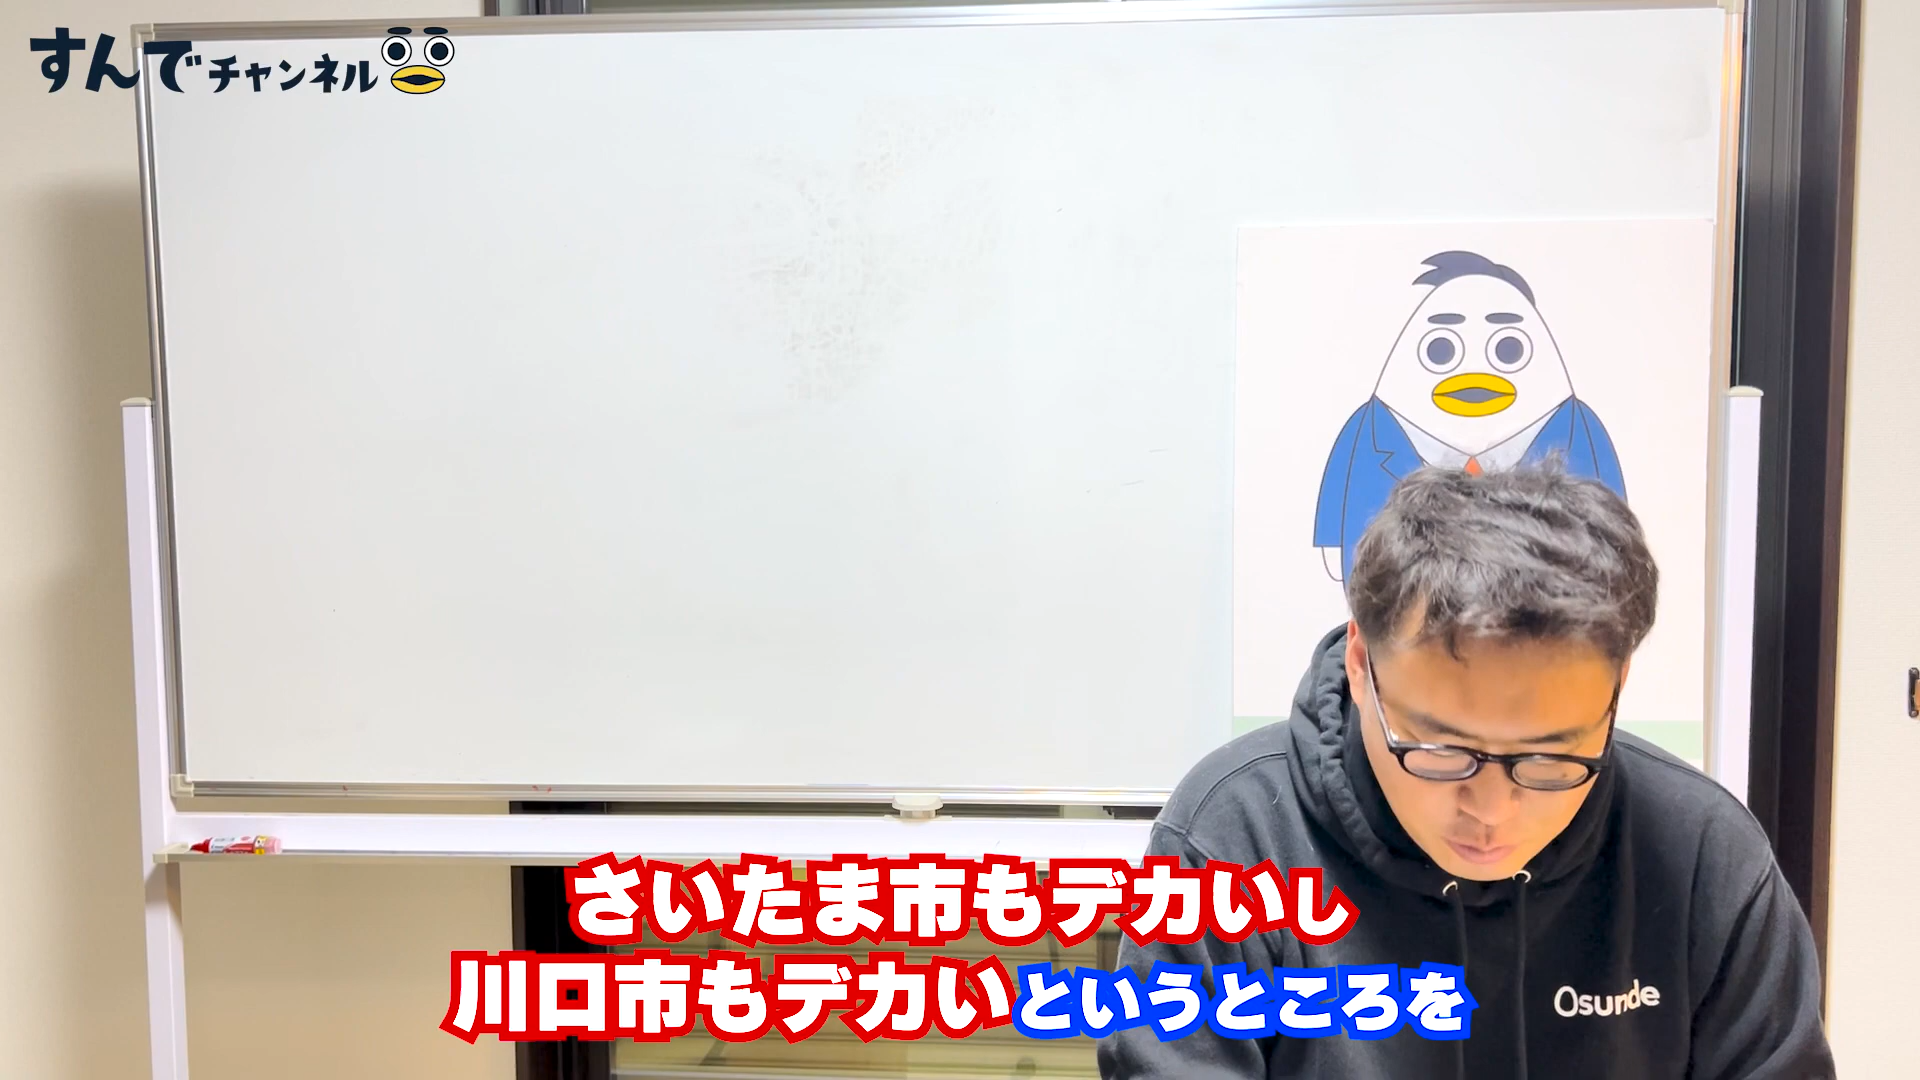 すんでチャンネル
さいたま市もデカいし
川口市もデカいというところを
Osunde